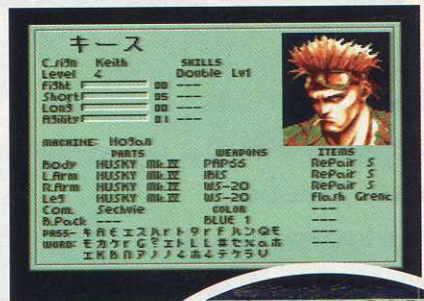 キース
C.sign Keith
SKILLS
Level 4
Double Lv1
Fight 00 ---
Short 05 ---
Long 00 ---
Agility 01 ---
MACHINE: Hogan
PARTS WEAPONS ITEMS
Body HUSKY Mk.IV PAP55 RePair S
L.Arm HUSKY Mk.IV IBIS RePair S
R.Arm HUSKY Mk.IV WS-20 RePair S
Leg HUSKY Mk.IV WS-20 Flash Grenc
Com. Sechvie COLOR ---
B.Pack --- BLUE 1 ---
PASS-
WORD: